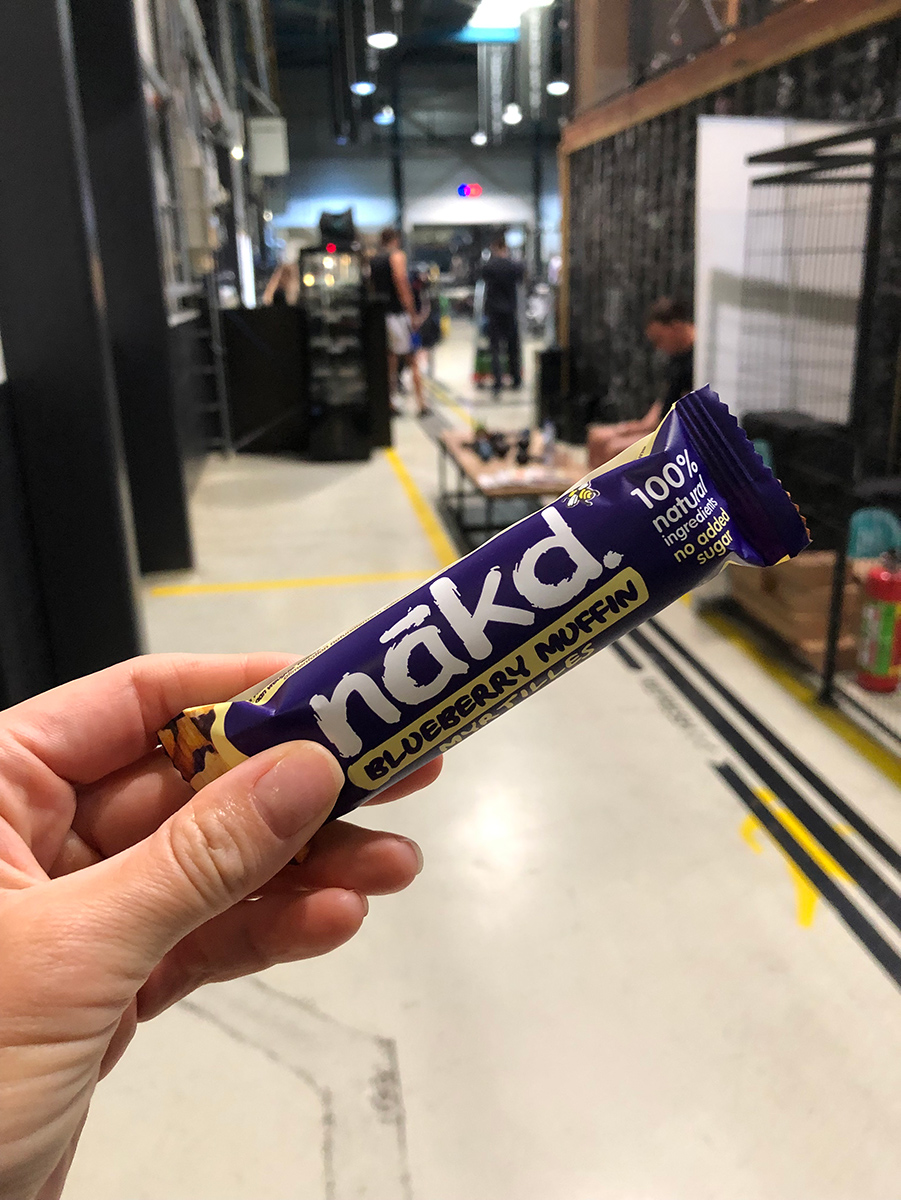 100%
natural
ingredients
no added
sugar
nākd.
BLUEBERRY MUFFIN
MYRTILLES